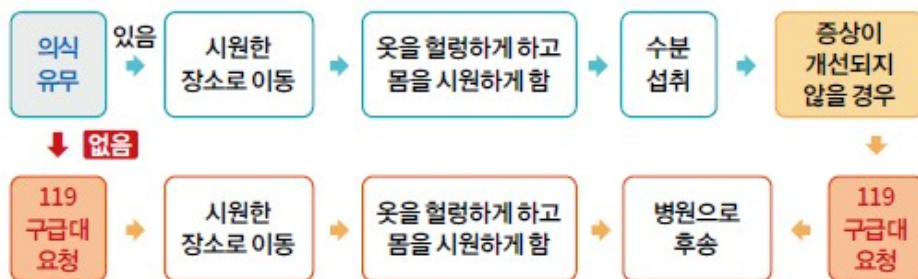 의식
유무
있음
시원한
장소로 이동
옷을 헐렁하게 하고
몸을 시원하게 함
수분
섭취
증상이
개선되지
않을 경우
없음
119
구급대
요청
시원한
장소로 이동
옷을 헐렁하게 하고
몸을 시원하게 함
병원으로
후송
119
구급대
요청